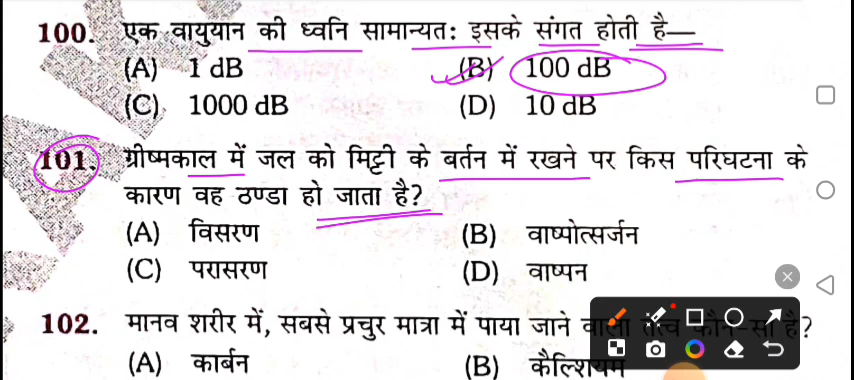 100. एक वायुयान की ध्वनि सामान्यतः इसके संगत होती है—
(A) 1 dB (B) 100 dB
(C) 1000 dB (D) 10 dB
101. ग्रीष्मकाल में जल को मिट्टी के बर्तन में रखने पर किस परिघटना के
कारण वह ठण्डा हो जाता है?
(A) विसरण (B) वाष्पोत्सर्जन
(C) परासरण (D) वाष्पन
102. मानव शरीर में, सबसे प्रचुर मात्रा में पाया जाने वाला तत्व कौन-सा है?
(A) कार्बन (B) कैल्शियम